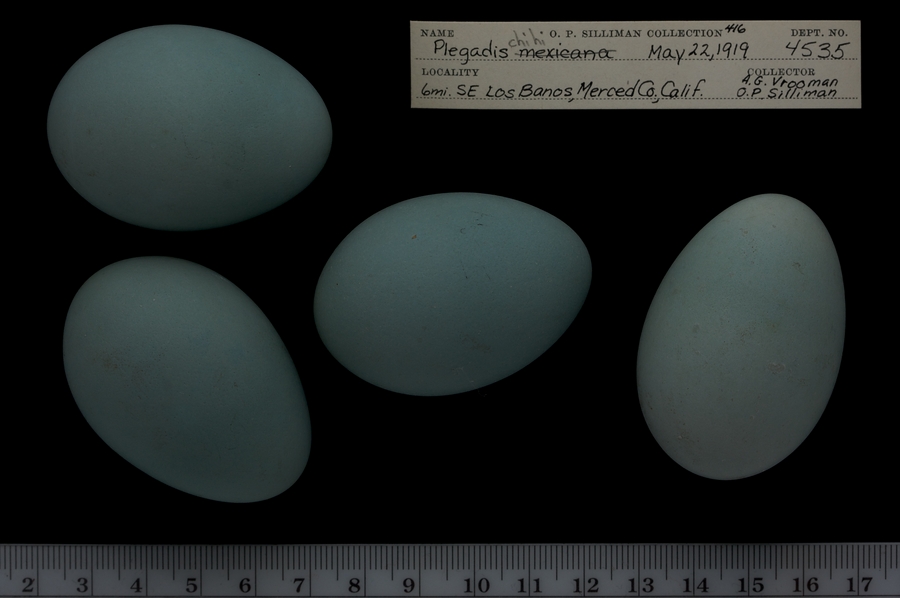 NAME O. P. SILLIMAN COLLECTION 416 DEPT. NO.
Plegadis chihi mexicana May 22, 1919 4535
LOCALITY COLLECTOR
6mi. SE Los Banos, Merced Co., Calif. A.G. Vrooman
O.P. Silliman
2 3 4 5 6 7 8 9 10 11 12 13 14 15 16 17